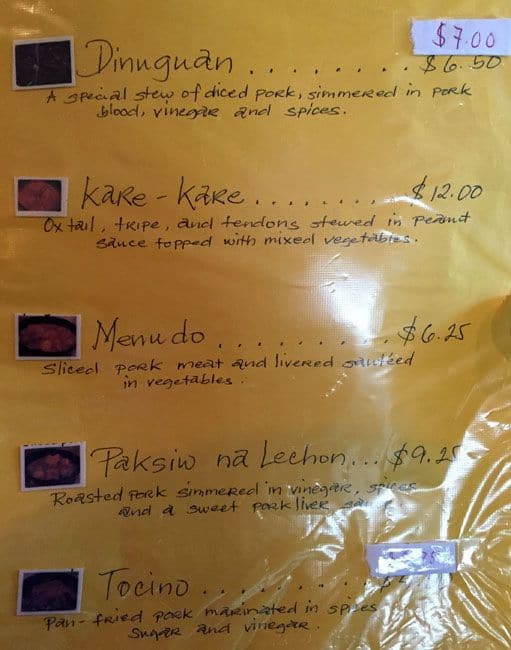 $7.00
Dinuguan . . . . . . . . $6.50
A special stew of diced pork, simmered in pork
blood, vinegar and spices.
Kare-Kare . . . . . . . . $12.00
Oxtail, tripe, and tendons stewed in peanut
sauce topped with mixed vegetables.
Menudo . . . . . . . . . $6.25
Sliced pork meat and livered sautéed
in vegetables.
Paksiw na Lechon... $9.25
Roasted pork simmered in vinegar, spices
and a sweet pork liver
Tocino . . . . . . . . .
Pan-fried pork marinated in spices
sugar and vinegar.